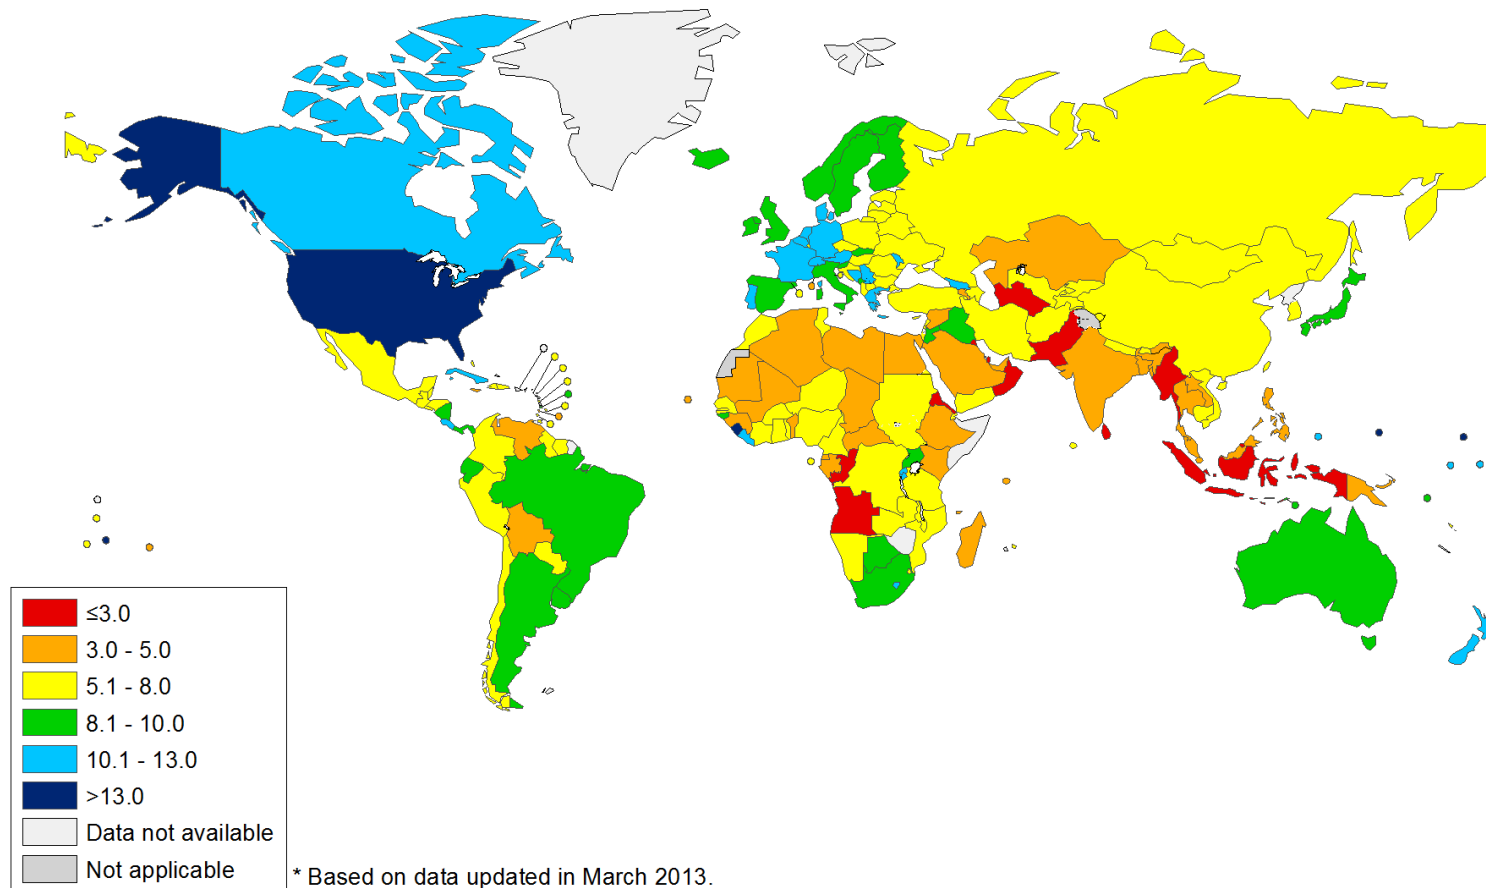 ≤3.0
3.0 - 5.0
5.1 - 8.0
8.1 - 10.0
10.1 - 13.0
>13.0
Data not available
Not applicable
* Based on data updated in March 2013.